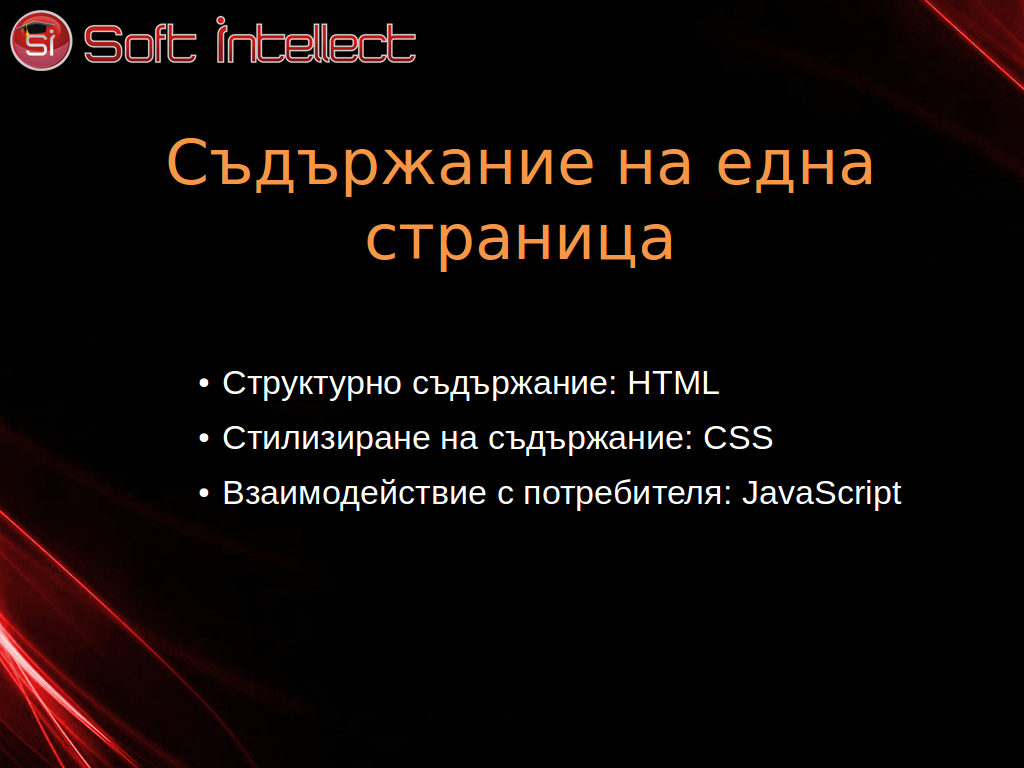 Si Soft Intellect
Съдържание на една
страница
• Структурно съдържание: HTML
• Стилизиране на съдържание: CSS
• Взаимодействие с потребителя: JavaScript